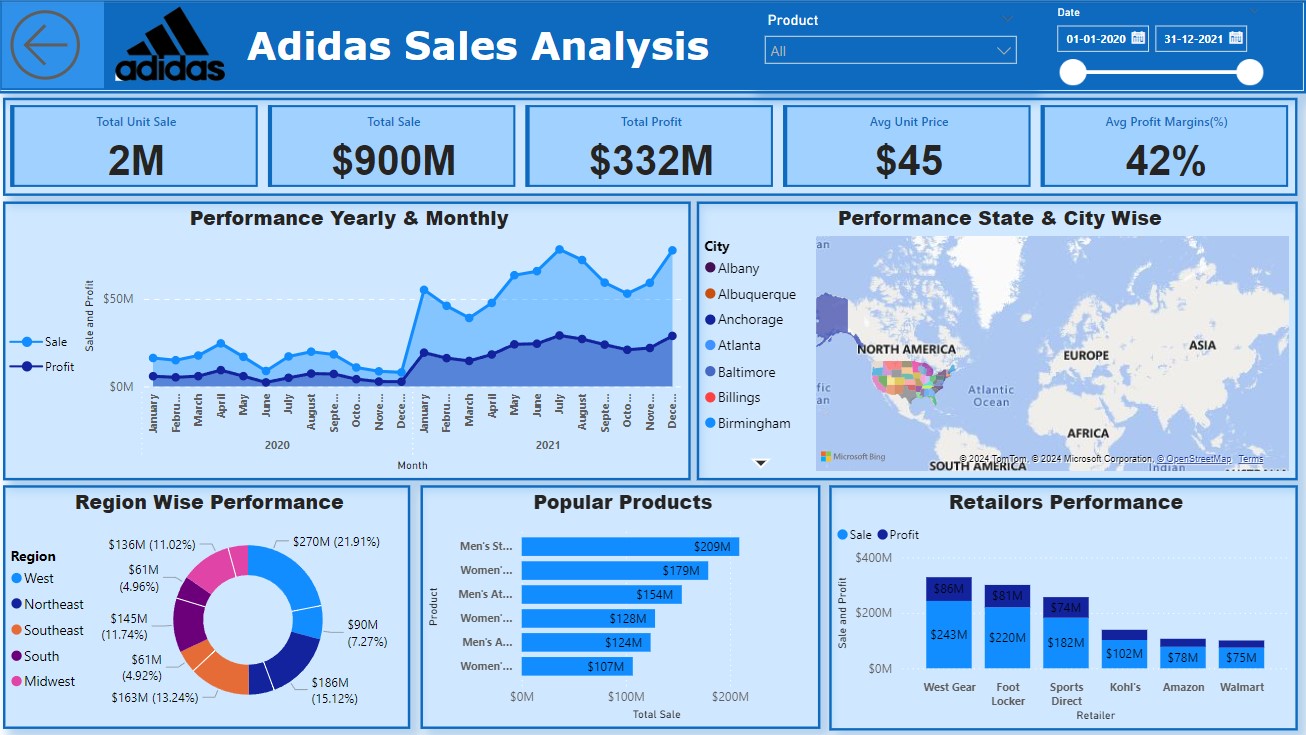 adidas
Adidas Sales Analysis
Product
All
Date
01-01-2020
31-12-2021
Total Unit Sale
2M
Total Sale
$900M
Total Profit
$332M
Avg Unit Price
$45
Avg Profit Margins(%)
42%
Performance Yearly & Monthly
Sale and Profit
$50M
$0M
Sale
Profit
January
Febru...
March
April
May
June
July
August
Septe...
Octo...
Nore...
Dece...
January
Febru...
March
April
May
June
July
August
Septe...
Octo...
Nore...
Dece...
2020
2021
Month
Performance State & City Wise
City
Albany
Albuquerque
Anchorage
Atlanta
Baltimore
Billings
Birmingham
an
NORTH AMERICA
EUROPE
ASIA
fic
an
Atlantic
Ocean
AFRICA
SOUTH AMERICA
Indian
Microsoft Bing
© 2024 TomTom, © 2024 Microsoft Corporation, © OpenStreetMap Terms
Region Wise Performance
Region
West
Northeast
Southeast
South
Midwest
$136M (11.02%)
$270M (21.91%)
$61M
(4.96%)
$145M
(11.74%)
$90M
(7.27%)
$61M
(4.92%)
$163M (13.24%)
$186M
(15.12%)
Popular Products
Product
Men's St...
$209M
Women'...
$179M
Men's At...
$154M
Women'...
$128M
Men's A...
$124M
Women'...
$107M
$0M
$100M
$200M
Total Sale
Retailors Performance
Sale
Profit
Sale and Profit
$400M
$200M
$0M
$86M
$243M
$81M
$220M
$74M
$182M
$102M
$78M
$75M
West Gear
Foot
Locker
Sports
Direct
Kohl's
Amazon
Walmart
Retailer